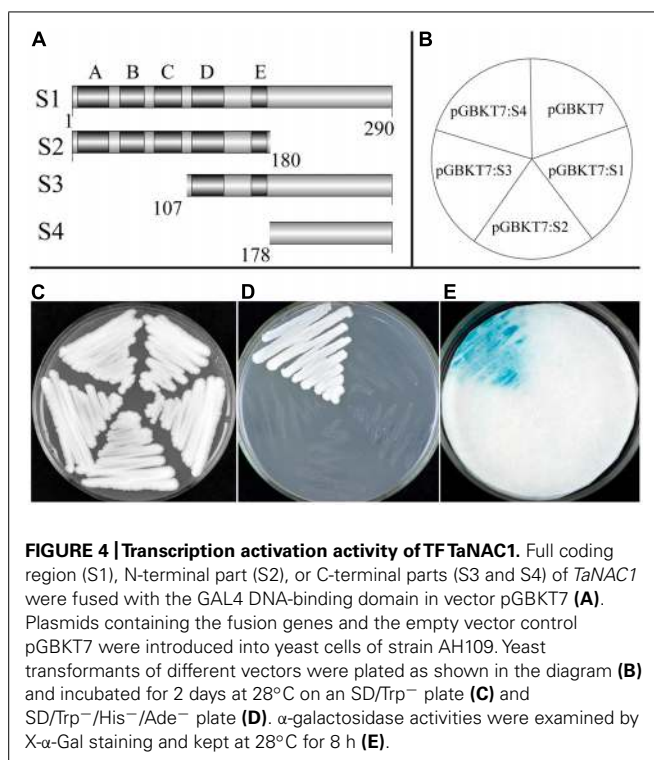 A
A B C D E
S1
1 290
S2
180
S3
107
S4
178
B
pGBKT7:S4 pGBKT7
pGBKT7:S3 pGBKT7:S1
pGBKT7:S2
C D E
FIGURE 4 | Transcription activation activity of TF TaNAC1. Full coding
region (S1), N-terminal part (S2), or C-terminal parts (S3 and S4) of TaNAC1
were fused with the GAL4 DNA-binding domain in vector pGBKT7 (A).
Plasmids containing the fusion genes and the empty vector control
pGBKT7 were introduced into yeast cells of strain AH109. Yeast
transformants of different vectors were plated as shown in the diagram (B)
and incubated for 2 days at 28°C on an SD/Trp⁻ plate (C) and
SD/Trp⁻/His⁻/Ade⁻ plate (D). α-galactosidase activities were examined by
X-α-Gal staining and kept at 28°C for 8 h (E).